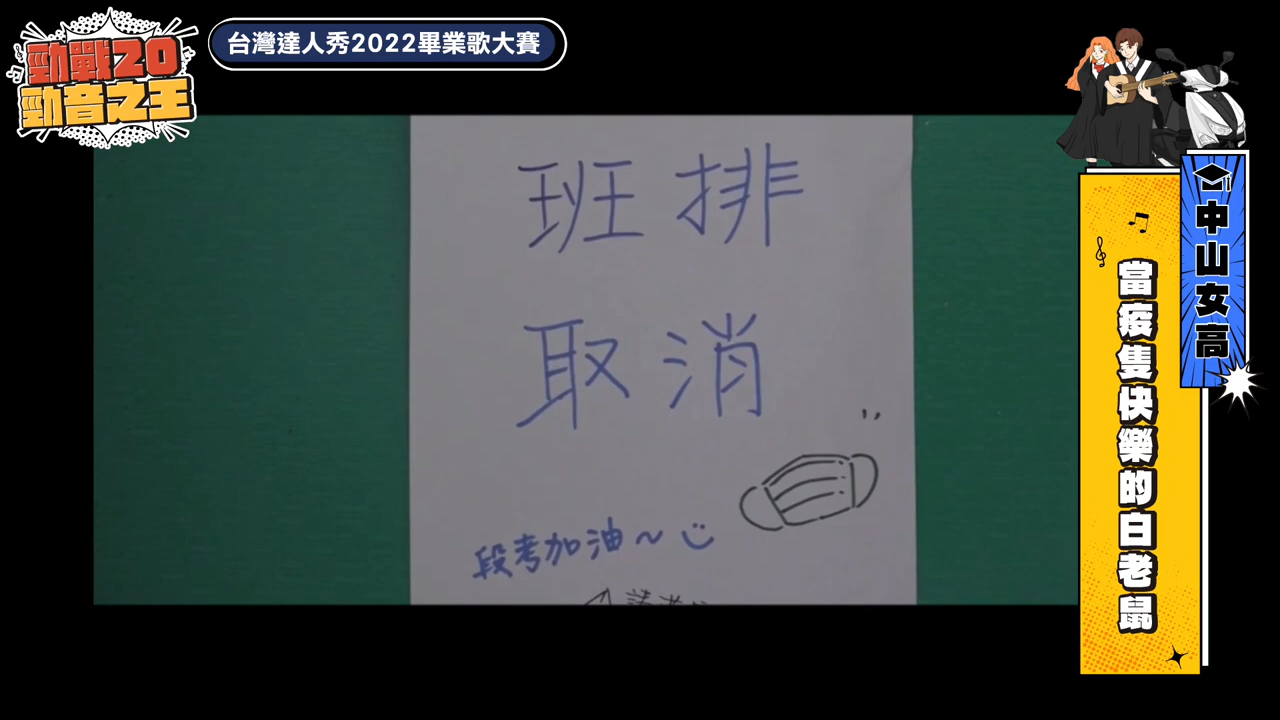 勁戰20
勁音之王
台灣達人秀2022畢業歌大賽
班排
取消
段考加油～
中山女高
當疫隻快樂的白老鼠